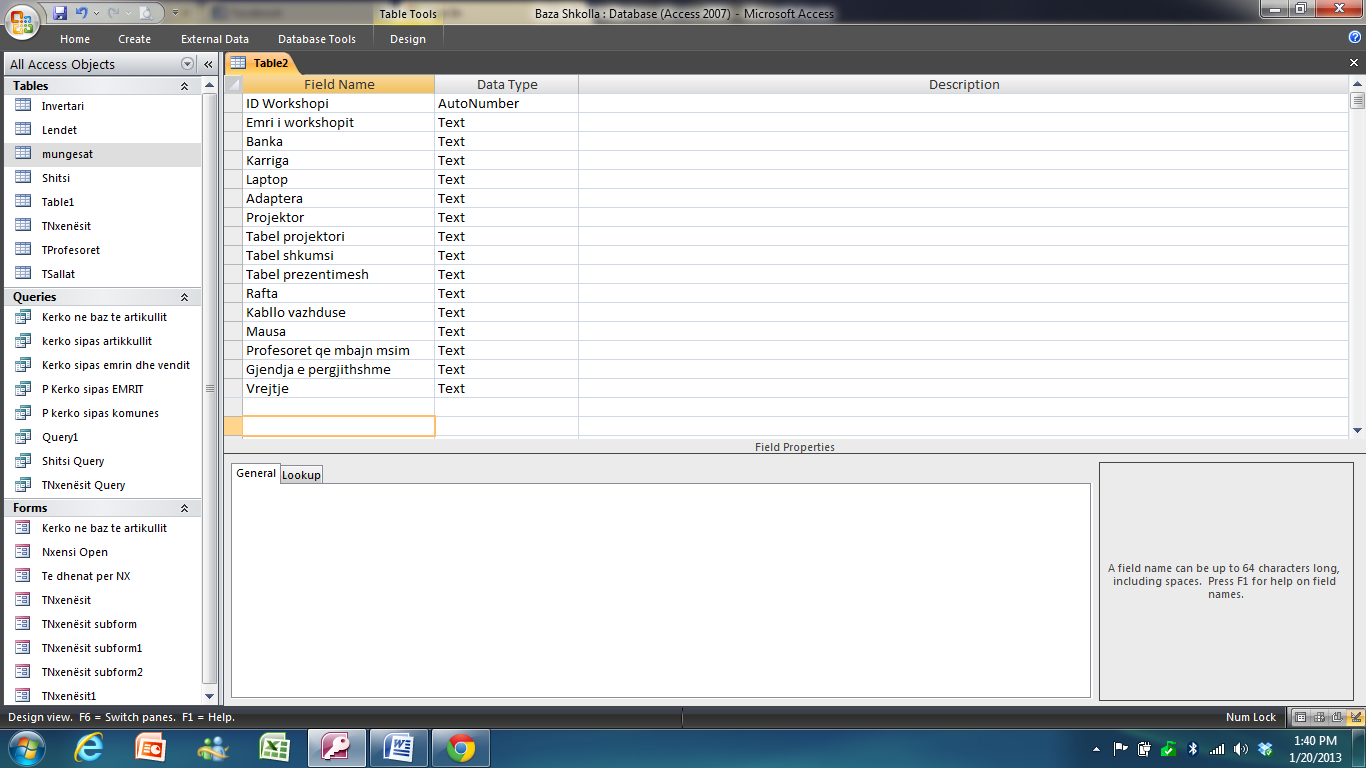 Table Tools
Baza Shkolla : Database (Access 2007) - Microsoft Access
Home Create External Data Database Tools Design
All Access Objects
Tables
Invertari
Lendet
mungesat
Shitsi
Table1
TNxenësit
TProfesoret
TSallat
Queries
Kerko ne baz te artikullit
kerko sipas artikkullit
Kerko sipas emrin dhe vendit
P Kerko sipas EMRIT
P kerko sipas komunes
Query1
Shitsi Query
TNxenësit Query
Forms
Kerko ne baz te artikullit
Nxensi Open
Te dhenat per NX
TNxenësit
TNxenësit subform
TNxenësit subform1
TNxenësit subform2
TNxenësit1
Table2
Field Name Data Type Description
ID Workshopi AutoNumber
Emri i workshopit Text
Banka Text
Karriga Text
Laptop Text
Adaptera Text
Projektor Text
Tabel projektori Text
Tabel shkumsi Text
Tabel prezentimesh Text
Rafta Text
Kabllo vazhduse Text
Mausa Text
Profesoret qe mbajn msim Text
Gjendja e pergjithshme Text
Vrejtje Text
Field Properties
General Lookup
A field name can be up to 64 characters long,
including spaces. Press F1 for help on field
names.
Design view. F6 = Switch panes. F1 = Help.
Num Lock
1:40 PM
1/20/2013